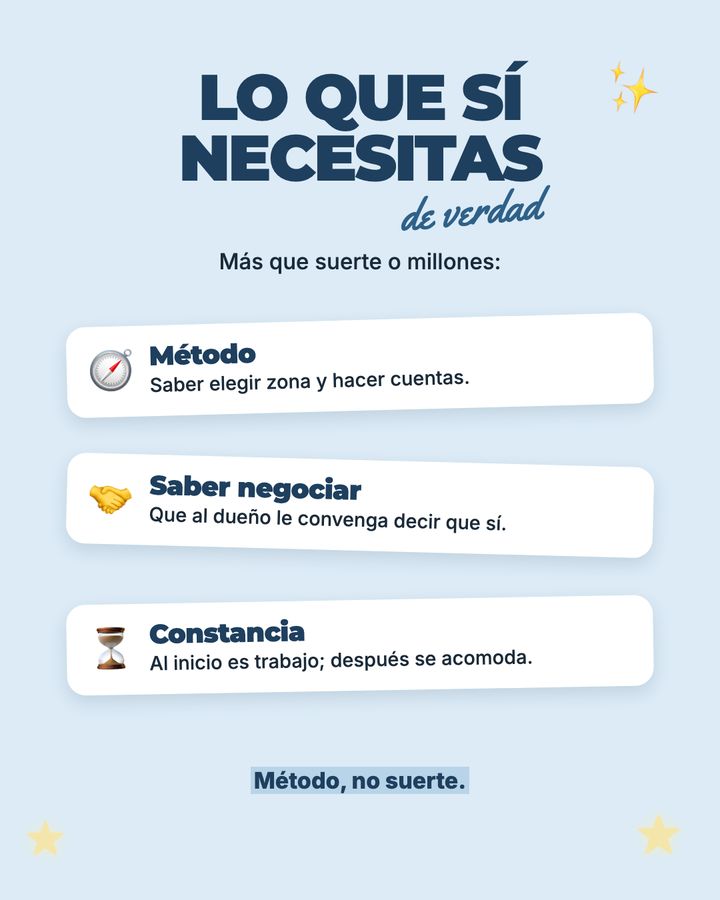 LO QUE SÍ
NECESITAS
de verdad
Más que suerte o millones:
Método
Saber elegir zona y hacer cuentas.
Saber negociar
Que al dueño le convenga decir que sí.
Constancia
Al inicio es trabajo; después se acomoda.
Método, no suerte.